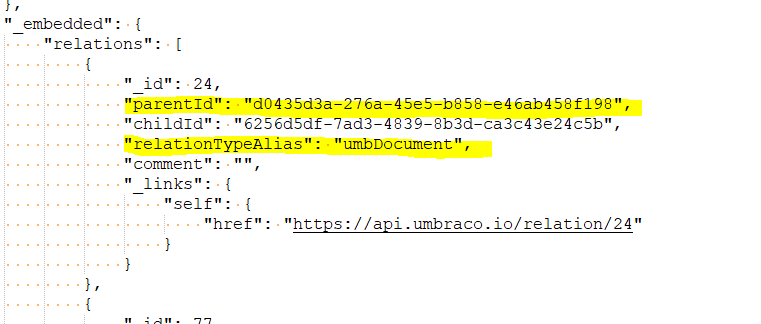 },
"_embedded": {
"relations": [
{
"_id": 24,
"parentId": "d0435d3a-276a-45e5-b858-e46ab458f198",
"childId": "6256d5df-7ad3-4839-8b3d-ca3c43e24c5b",
"relationTypeAlias": "umbDocument",
"comment": "",
"_links": {
"self": {
"href": "https://api.umbraco.io/relation/24"
}
}
},
{
"_id": 77